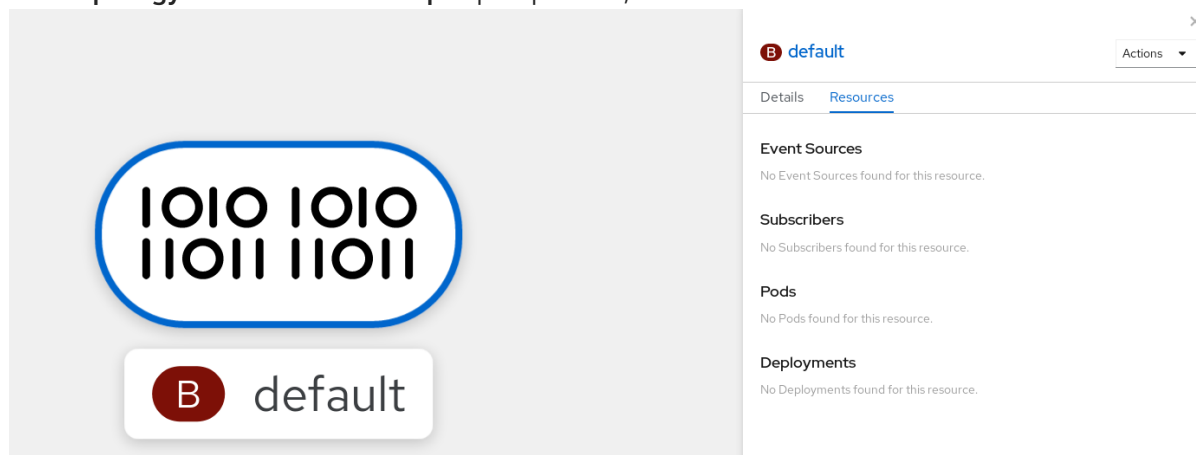 1010 1010
11011 11011
B default
B default
Actions
Details Resources
Event Sources
No Event Sources found for this resource.
Subscribers
No Subscribers found for this resource.
Pods
No Pods found for this resource.
Deployments
No Deployments found for this resource.